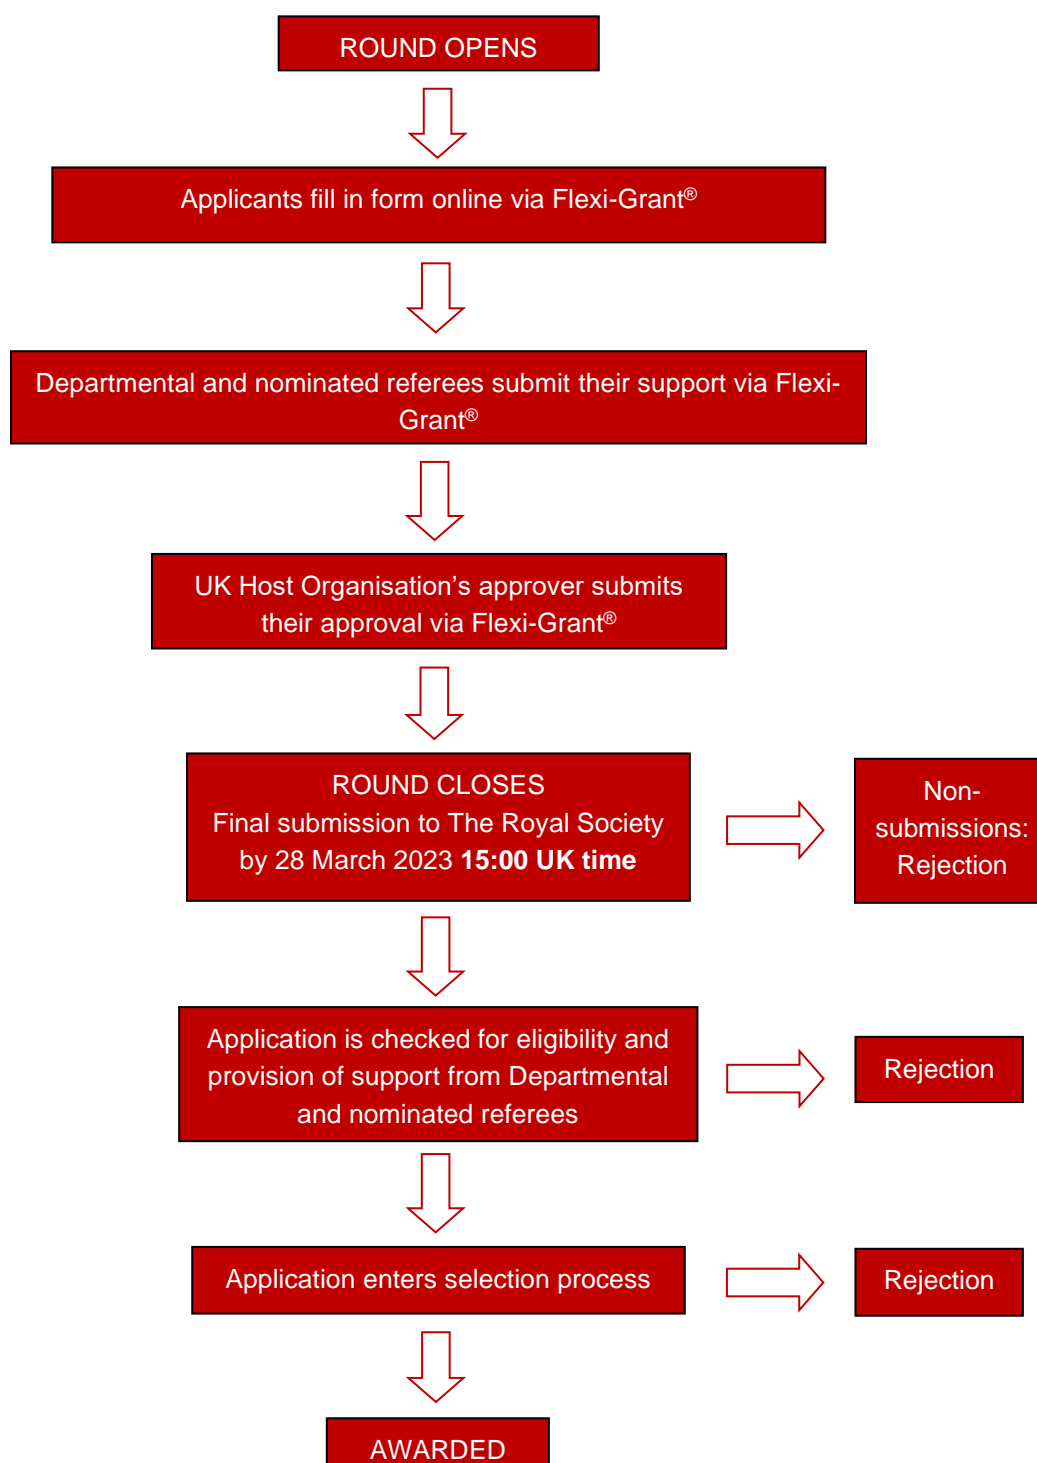 ROUND OPENS
Applicants fill in form online via Flexi-Grant®
Departmental and nominated referees submit their support via Flexi-
Grant®
UK Host Organisation’s approver submits
their approval via Flexi-Grant®
ROUND CLOSES
Final submission to The Royal Society
by 28 March 2023 15:00 UK time
Non-
submissions:
Rejection
Application is checked for eligibility and
provision of support from Departmental
and nominated referees
Rejection
Application enters selection process
Rejection
AWARDED